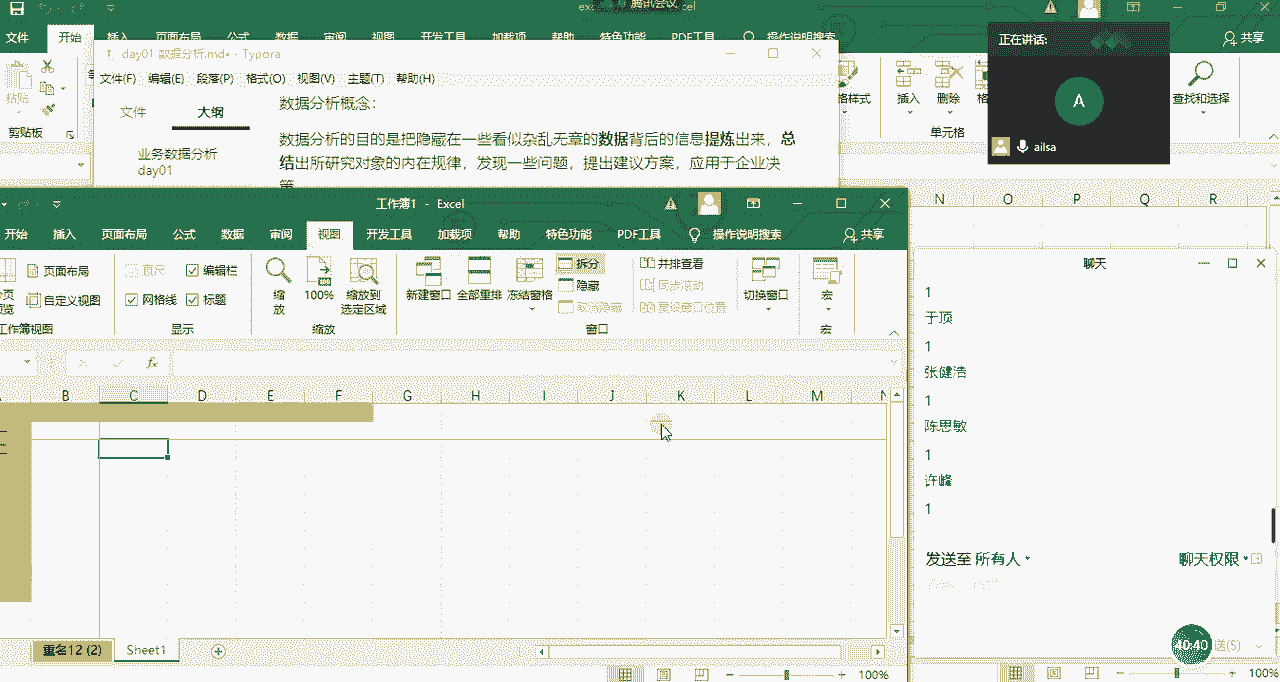 腾讯会议
文件 开始 插入 页面布局 公式 数据 审阅 视图 开发工具 加载项 帮助 特色功能 PDF工具 操作说明搜索 共享
day01 数据分析.md• - Typora
文件(F) 编辑(E) 段落(P) 格式(O) 视图(V) 主题(T) 帮助(H)
粘贴
剪贴板
文件 大纲
业务数据分析
day01
数据分析概念：
数据分析的目的是把隐藏在一些看似杂乱无章的数据背后的信息提炼出来，总
结出所研究对象的内在规律，发现一些问题，提出建议方案，应用于企业决
策
插入 删除
单元格
查找和选择
正在讲话:
A
ailsa
N O P Q R
工作簿1 - Excel
开始 插入 页面布局 公式 数据 审阅 视图 开发工具 加载项 帮助 特色功能 PDF工具 操作说明搜索 共享
页面布局
自定义视图
工作簿视图
直尺 编辑栏
网格线 标题
显示
缩放
100%
缩放到
选定区域
缩放
新建窗口 全部重排 冻结窗格
拆分
隐藏
取消隐藏
并排查看
同步滚动
重设窗口位置
切换窗口
窗口
宏
宏
fx
B C D E F G H I J K L M N
重名12 (2) Sheet1
100%
聊天
1
于顶
1
张健浩
1
陈思敏
1
许峰
1
发送至 所有人
聊天权限
40:40
送(S)
100%